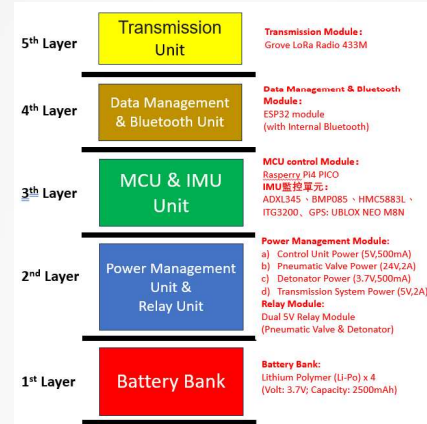 5th Layer
Transmission
Unit
Transmission Module:
Grove LoRa Radio 433M
4th Layer
Data Management
& Bluetooth Unit
Data Management & Bluetooth
Module:
ESP32 module
(with Internal Bluetooth)
3th Layer
MCU & IMU
Unit
MCU control Module:
Rasperry Pi4 PICO
IMU監控單元:
ADXL345、BMP085、HMC5883L、
ITG3200、GPS: UBLOX NEO M8N
2nd Layer
Power Management
Unit &
Relay Unit
Power Management Module:
a) Control Unit Power (5V,500mA)
b) Pneumatic Valve Power (24V,2A)
c) Detonator Power (3.7V,500mA)
d) Transmission System Power (5V,2A)
Relay Module:
Dual 5V Relay Module
(Pneumatic Valve & Detonator)
1st Layer
Battery Bank
Battery Bank:
Lithium Polymer (Li-Po) x 4
(Volt: 3.7V; Capacity: 2500mAh)